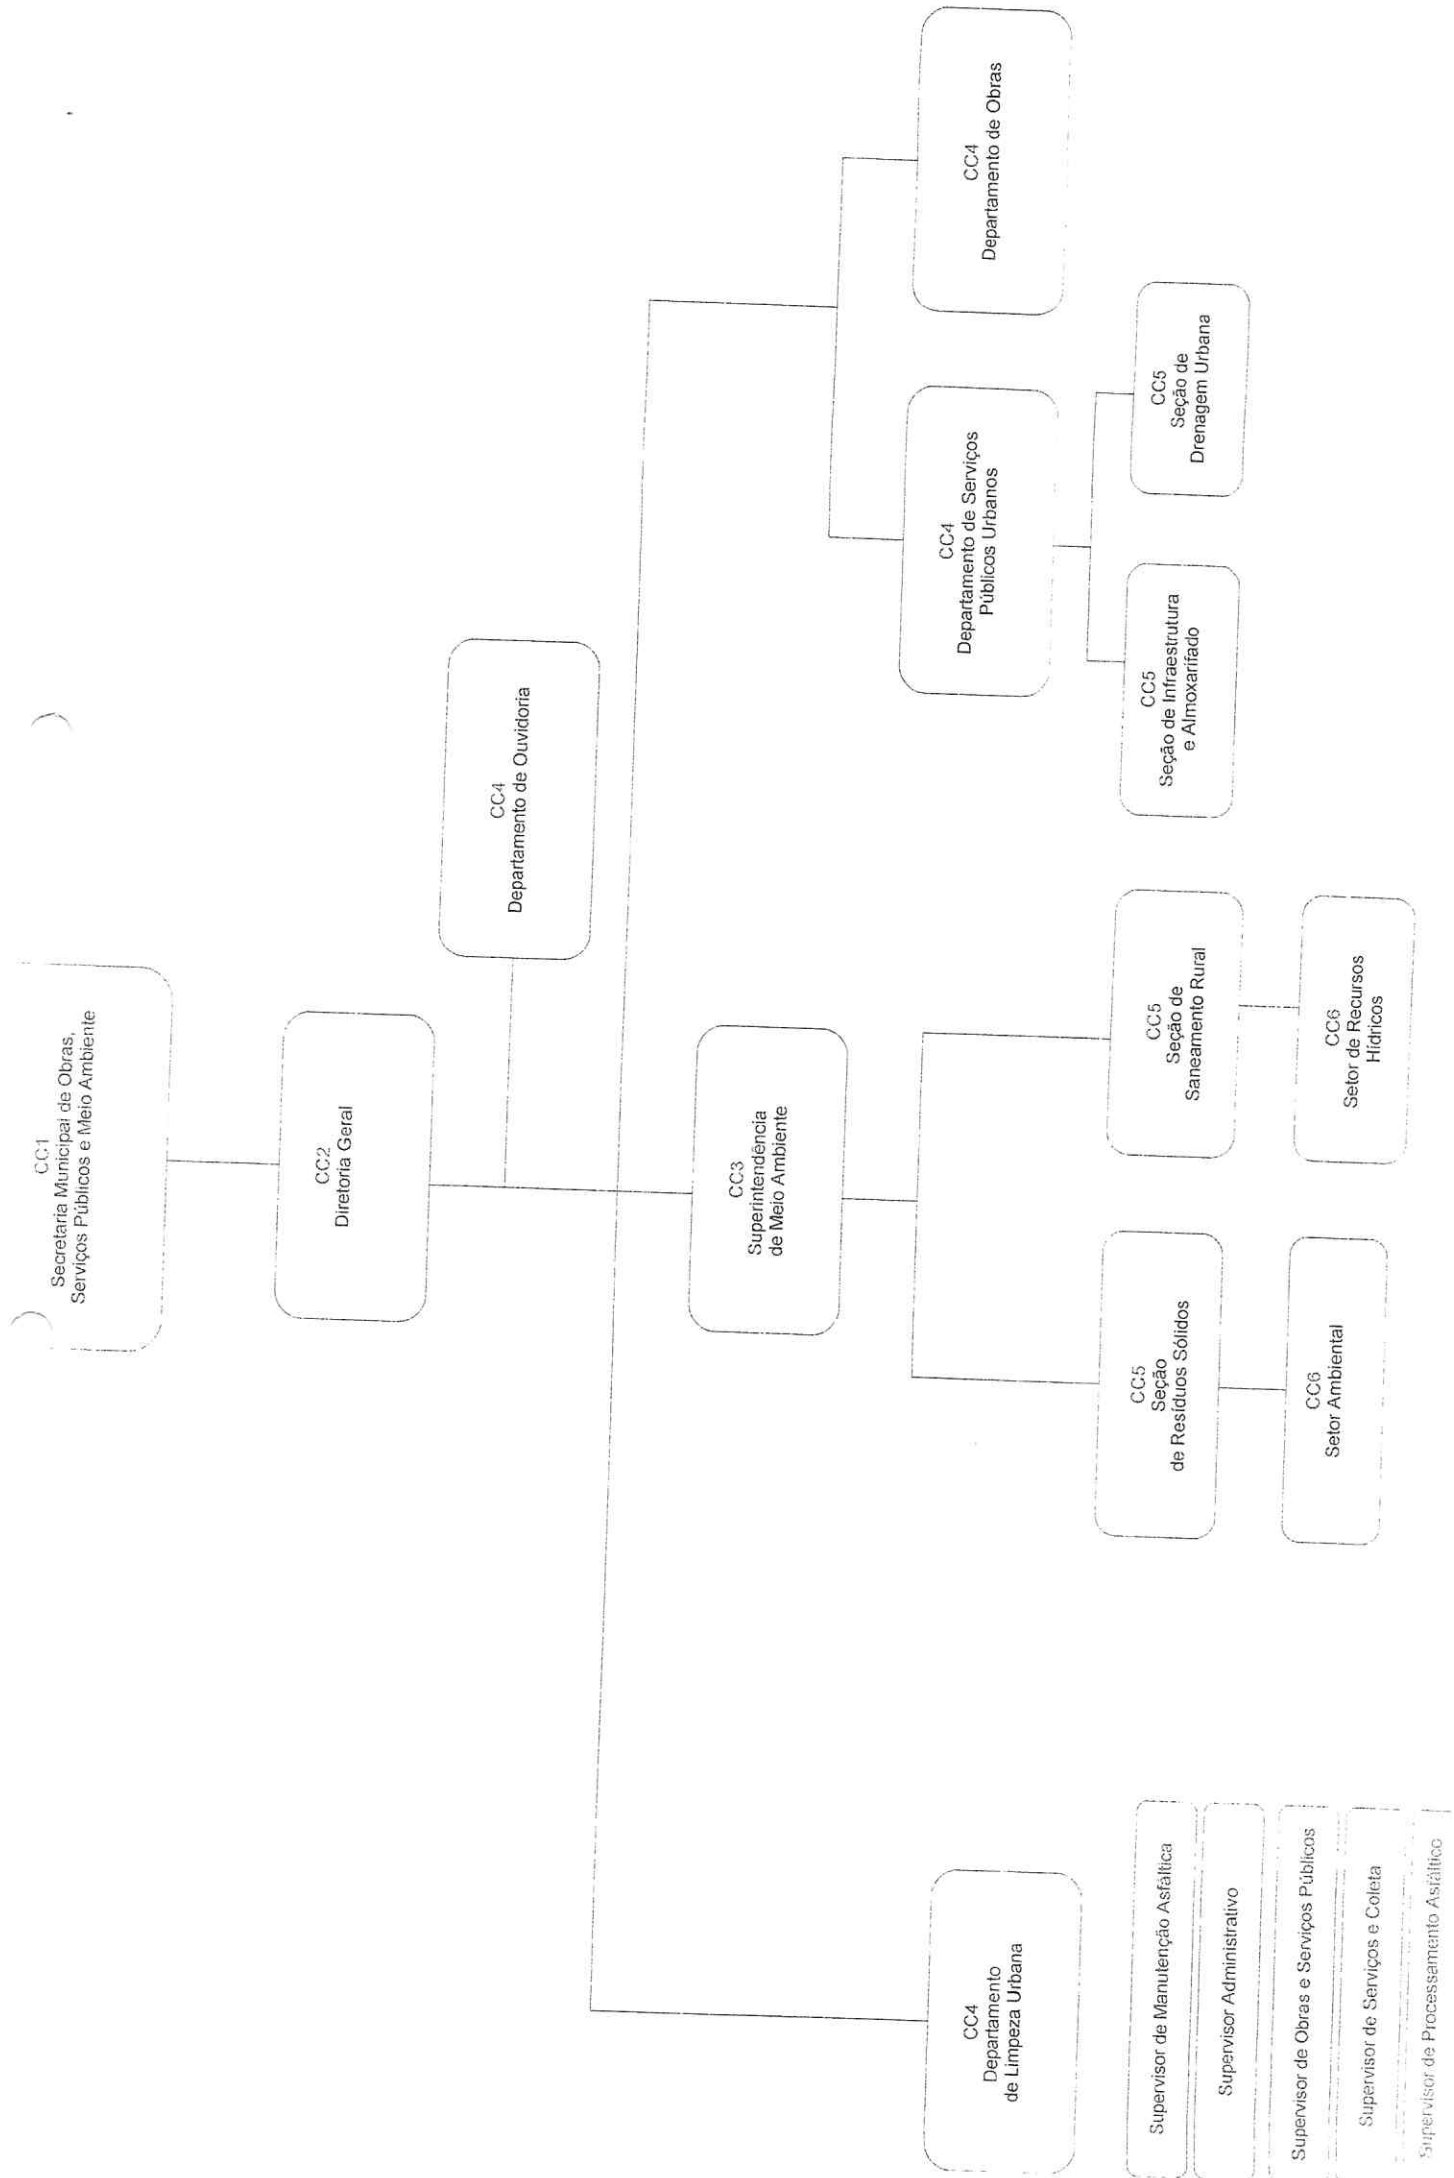 CC1
Secretaria Municipal de Obras,
Serviços Públicos e Meio Ambiente
CC2
Diretoria Geral
CC4
Departamento de Ouvidoria
CC4
Departamento
de Limpeza Urbana
CC3
Superintendência
de Meio Ambiente
CC4
Departamento de Serviços
Públicos Urbanos
CC4
Departamento de Obras
CC5
Seção
de Resíduos Sólidos
CC5
Seção de
Saneamento Rural
CC5
Seção de Infraestrutura
e Almoxarifado
CC5
Seção de
Drenagem Urbana
CC6
Setor Ambiental
CC6
Setor de Recursos
Hídricos
Supervisor de Manutenção Asfáltica
Supervisor Administrativo
Supervisor de Obras e Serviços Públicos
Supervisor de Serviços e Coleta
Supervisor de Processamento Asfáltico